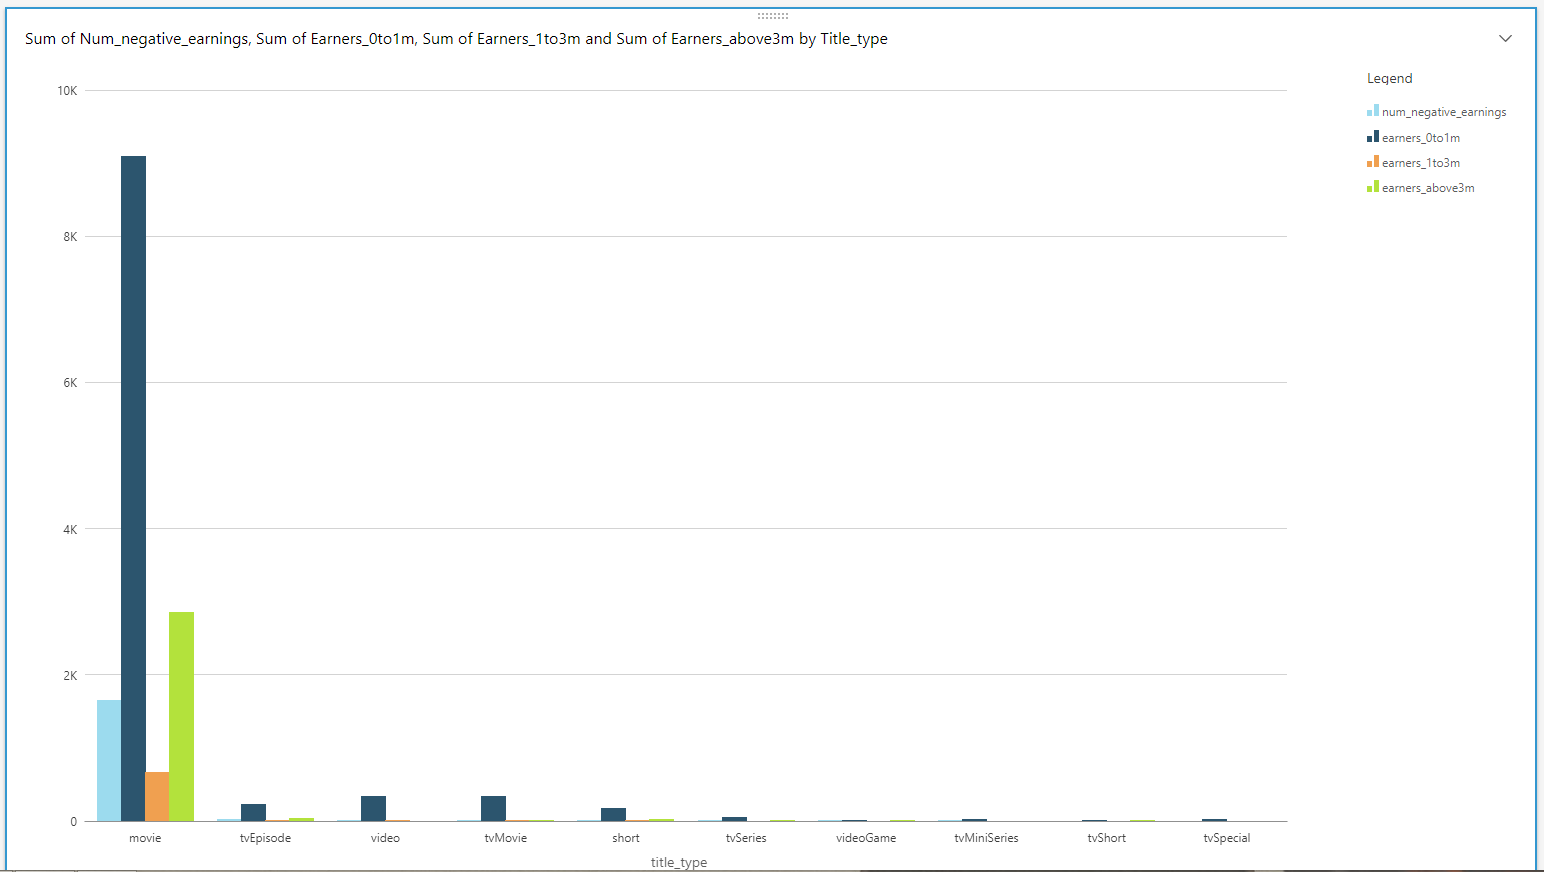 Sum of Num_negative_earnings, Sum of Earners_0to1m, Sum of Earners_1to3m and Sum of Earners_above3m by Title_type
Legend
num_negative_earnings
earners_0to1m
earners_1to3m
earners_above3m
10K
8K
6K
4K
2K
0
movie tvEpisode video tvMovie short tvSeries videoGame tvMiniSeries tvShort tvSpecial
title_type